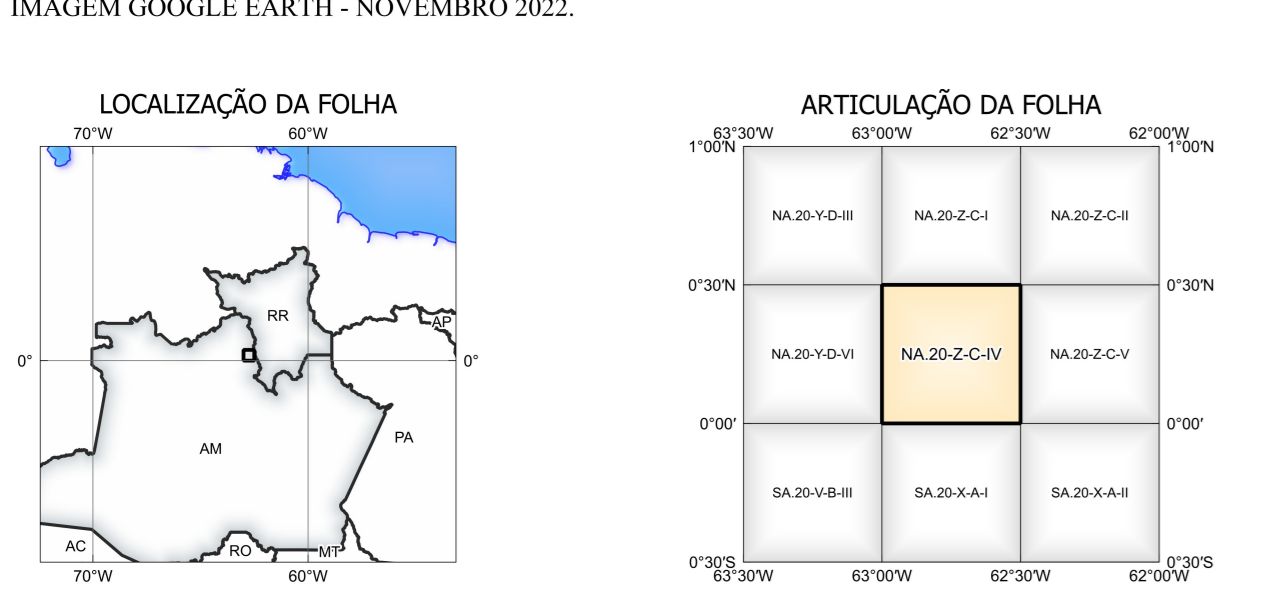 IMAGEM GOOGLE EARTH - NOVEMBRO 2022.
LOCALIZAÇÃO DA FOLHA
70°W 60°W
RR
AP
0° 0°
AM
PA
AC RO MT
70°W 60°W
ARTICULAÇÃO DA FOLHA
63°30'W 63°00'W 62°30'W 62°00'W
1°00'N 1°00'N
NA.20-Y-D-III NA.20-Z-C-I NA.20-Z-C-II
0°30'N 0°30'N
NA.20-Y-D-VI NA.20-Z-C-IV NA.20-Z-C-V
0°00' 0°00'
SA.20-V-B-III SA.20-X-A-I SA.20-X-A-II
0°30'S 0°30'S
63°30'W 63°00'W 62°30'W 62°00'W